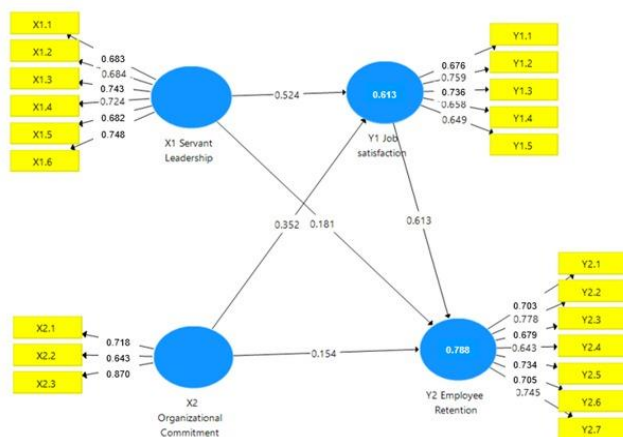 X1.1
X1.2
X1.3
X1.4
X1.5
X1.6
0.683
0.684
0.743
0.724
0.682
0.748
X1 Servant
Leadership
0.524
0.613
Y1 Job
satisfaction
0.676
0.759
0.736
0.658
0.649
Y1.1
Y1.2
Y1.3
Y1.4
Y1.5
0.352
0.181
0.613
X2.1
X2.2
X2.3
0.718
0.643
0.870
X2
Organizational
Commitment
0.154
0.788
Y2 Employee
Retention
0.703
0.778
0.679
0.643
0.734
0.705
0.745
Y2.1
Y2.2
Y2.3
Y2.4
Y2.5
Y2.6
Y2.7